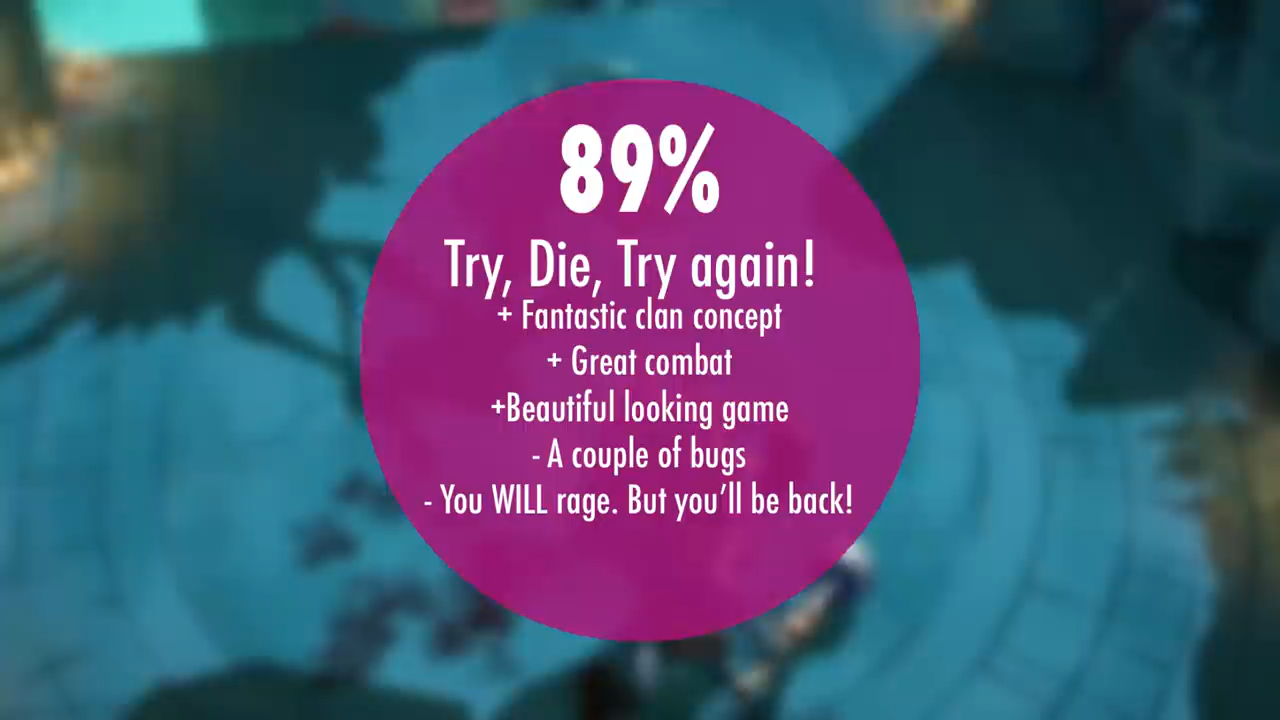 89%
Try, Die, Try again!
+ Fantastic clan concept
+ Great combat
+Beautiful looking game
- A couple of bugs
- You WILL rage. But you’ll be back!